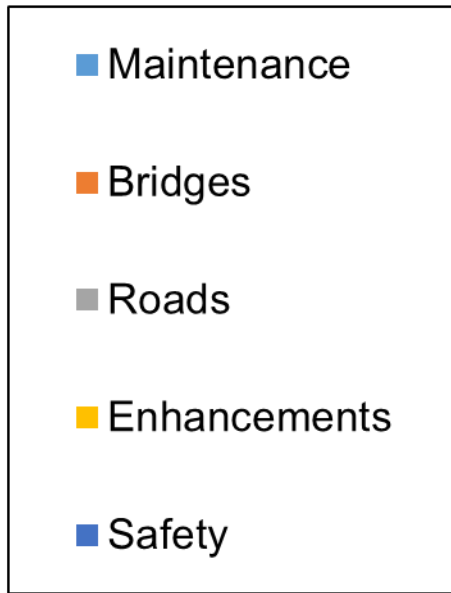 Maintenance
Bridges
Roads
Enhancements
Safety